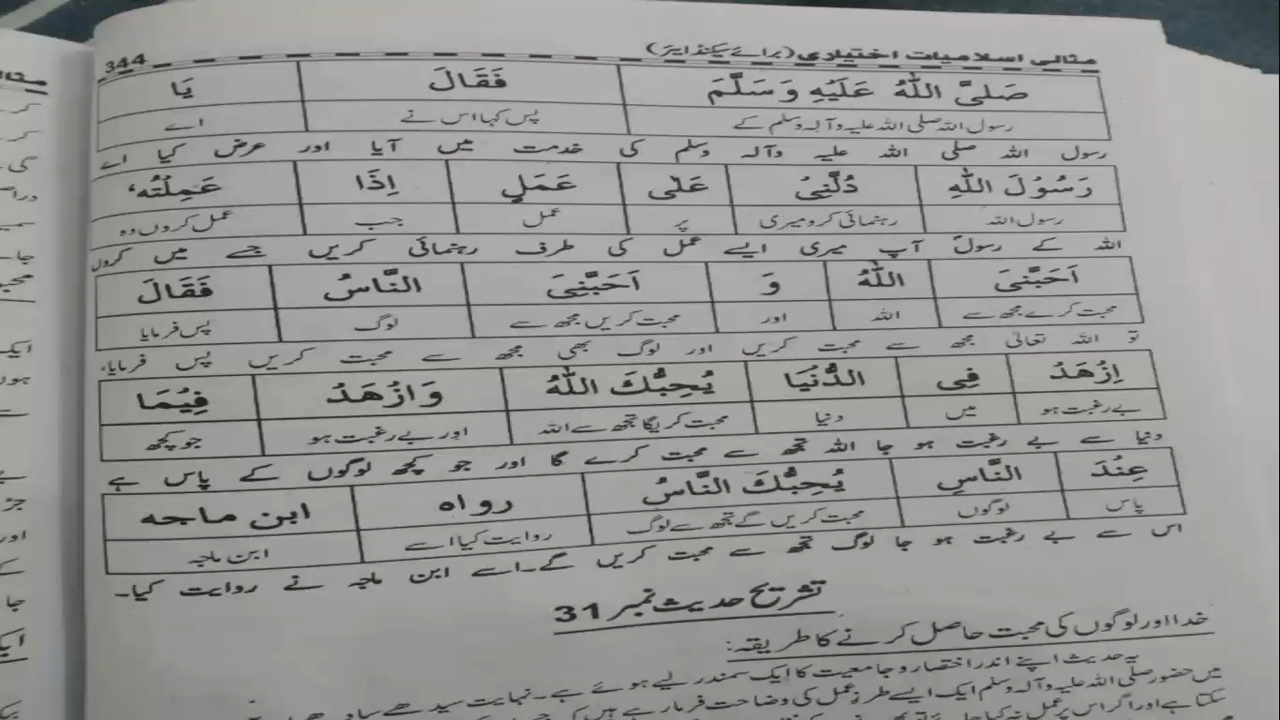 مثالی اسلامیات اختیاری (برائے سیکنڈ ایئر) 344
صَلَّی اللّٰهُ عَلَیْهِ وَسَلَّمَ فَقَالَ یَا
رسول اللہ صلی اللہ علیہ وآلہ وسلم کے پس کہا اس نے اے
رسول اللہ صلی اللہ علیہ وآلہ وسلم کی خدمت میں آیا اور عرض کیا اے
رَسُوْلَ اللّٰهِ دُلَّنِیْ عَلٰی عَمَلٍ اِذَا عَمِلْتُهٗ
رسول اللہ رہنمائی کرو میری پر عمل جب عمل کروں وہ
اللہ کے رسولؐ آپ میری ایسے عمل کی طرف رہنمائی کریں جسے میں کروں
اَحَبَّنِیَ اللّٰهُ وَ اَحَبَّنِیَ النَّاسُ فَقَالَ
محبت کرے مجھ سے اللہ اور محبت کریں مجھ سے لوگ پس فرمایا
تو اللہ تعالیٰ مجھ سے محبت کریں اور لوگ بھی مجھ سے محبت کریں پس فرمایا،
اِزْهَدْ فِی الدُّنْیَا یُحِبُّكَ اللّٰهُ وَازْهَدْ فِیْمَا
بے رغبت ہو میں دنیا محبت کریگا تجھ سے اللہ اور بے رغبت ہو جو کچھ
دنیا سے بے رغبت ہو جا اللہ تجھ سے محبت کرے گا اور جو کچھ لوگوں کے پاس ہے
عِنْدَ النَّاسِ یُحِبُّكَ النَّاسُ رواه ابن ماجه
پاس لوگوں محبت کریں گے تجھ سے لوگ روایت کیا اسے ابن ماجہ
اس سے بے رغبت ہو جا لوگ تجھ سے محبت کریں گے۔ اسے ابن ماجہ نے روایت کیا۔
تشریح حدیث نمبر 31
خدا اور لوگوں کی محبت حاصل کرنے کا طریقہ:
یہ حدیث اپنے اندر اختصار و جامعیت کا ایک سمندر لیے ہوئے ہے۔ نہایت سیدھے
میں حضور صلی اللہ علیہ وآلہ وسلم ایک ایسے طرز عمل کی وضاحت فرما رہے ہیں کہ
سکتا ہے اور اگر اس پر عمل نہ کیا جائے تو